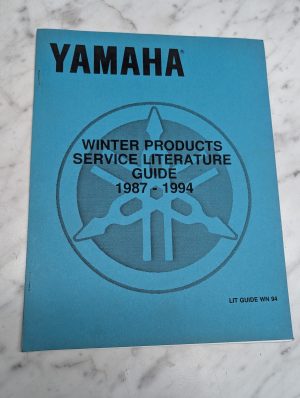 YAMAHA®
WINTER PRODUCTS
SERVICE LITERATURE
GUIDE
1987 - 1994
LIT GUIDE WN 94